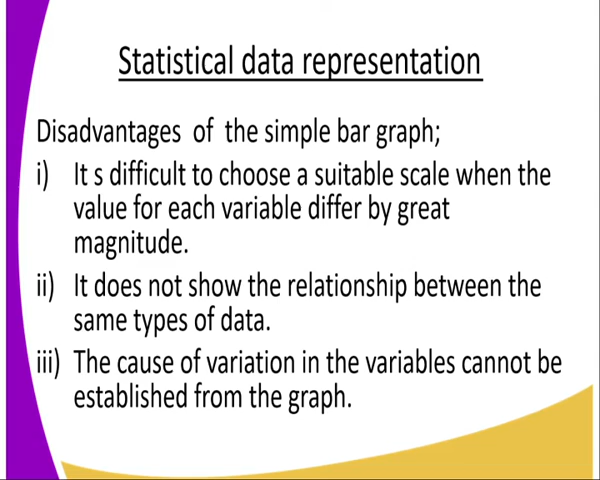 Statistical data representation
Disadvantages of the simple bar graph;
i) It s difficult to choose a suitable scale when the
value for each variable differ by great
magnitude.
ii) It does not show the relationship between the
same types of data.
iii) The cause of variation in the variables cannot be
established from the graph.